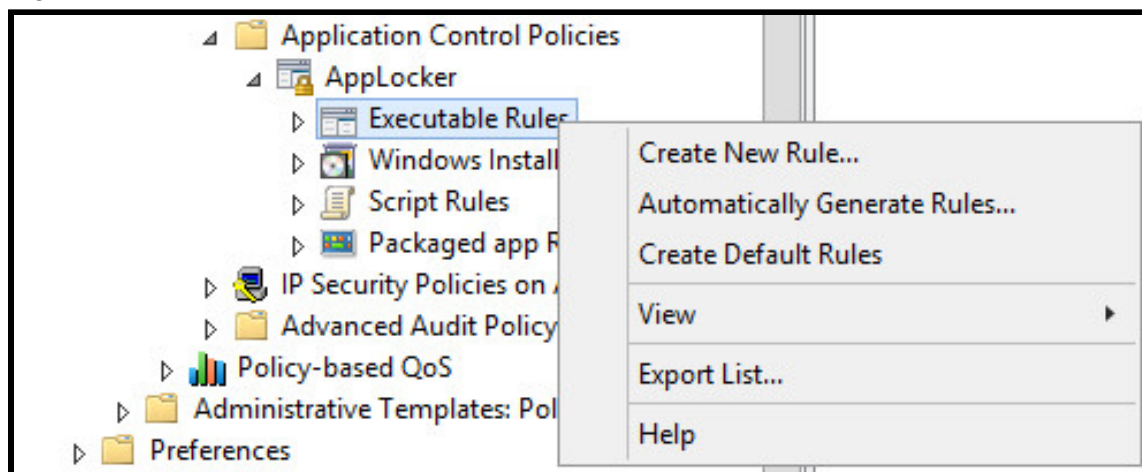 Application Control Policies
AppLocker
Executable Rules
Windows Install
Script Rules
Packaged app R
IP Security Policies on
Advanced Audit Policy
Policy-based QoS
Administrative Templates: Pol
Preferences
Create New Rule...
Automatically Generate Rules...
Create Default Rules
View
Export List...
Help